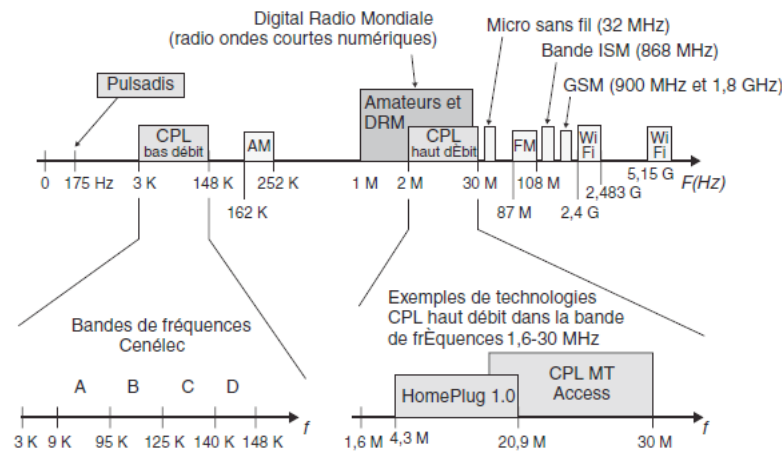 Digital Radio Mondiale
(radio ondes courtes numériques)
Micro sans fil (32 MHz)
Bande ISM (868 MHz)
GSM (900 MHz et 1,8 GHz)
Pulsadis
Amateurs et
DRM
CPL
bas débit
AM
CPL
haut dÈbit
FM
Wi
Fi
Wi
Fi
0
175 Hz
3 K
148 K
252 K
1 M
2 M
30 M
108 M
2,483 G
5,15 G
F(Hz)
162 K
87 M
2,4 G
Bandes de fréquences
Cenélec
A B C D
f
3 K 9 K 95 K 125 K 140 K 148 K
Exemples de technologies
CPL haut débit dans la bande
de frÈquences 1,6-30 MHz
HomePlug 1.0
CPL MT
Access
f
1,6 M 4,3 M 20,9 M 30 M